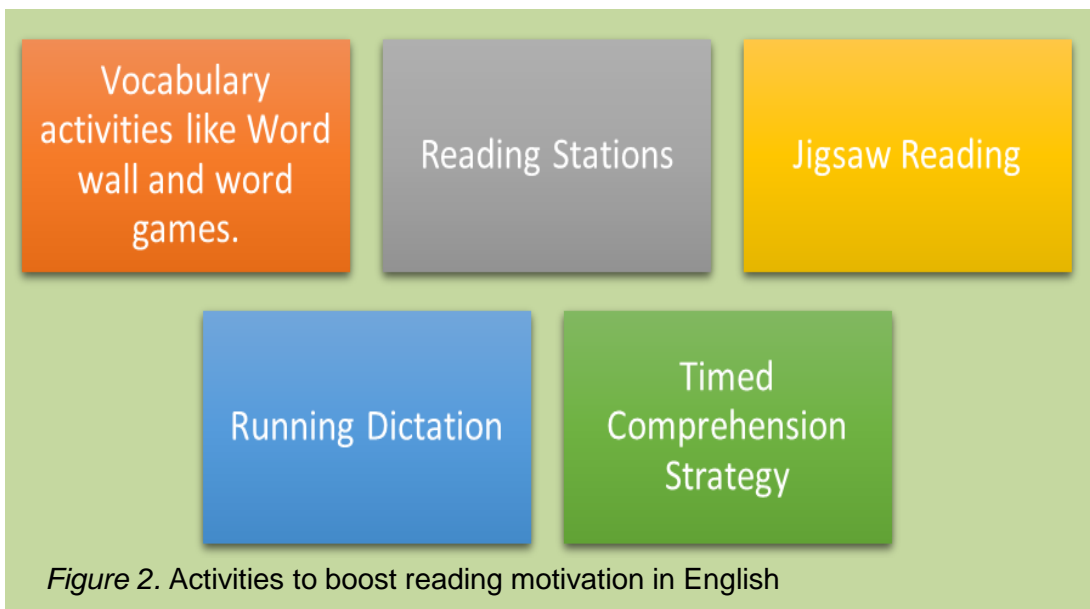 Vocabulary
activities like Word
wall and word
games.
Reading Stations
Jigsaw Reading
Running Dictation
Timed
Comprehension
Strategy
Figure 2. Activities to boost reading motivation in English